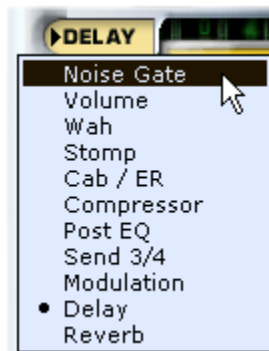 DELAY
Noise Gate
Volume
Wah
Stomp
Cab / ER
Compressor
Post EQ
Send 3/4
Modulation
Delay
Reverb